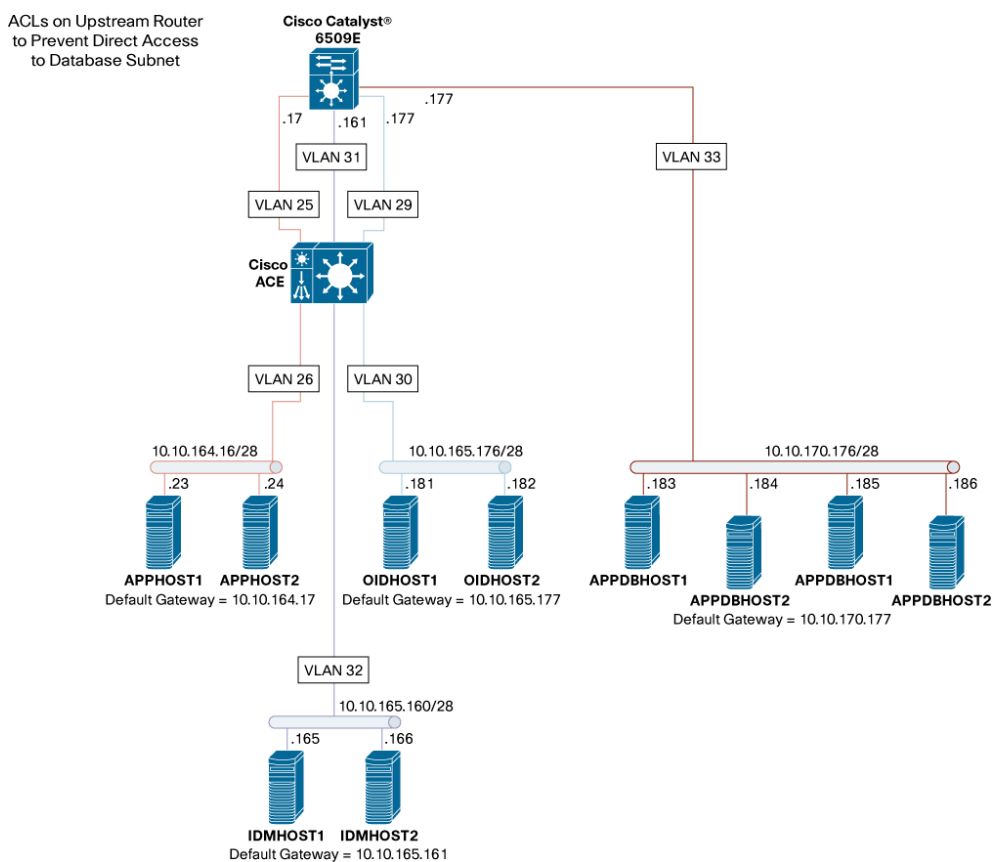 ACLs on Upstream Router
to Prevent Direct Access
to Database Subnet
Cisco Catalyst®
6509E
.17
.161
.177
.177
VLAN 31
VLAN 33
VLAN 25
VLAN 29
Cisco
ACE
VLAN 26
VLAN 30
10.10.164.16/28
10.10.165.176/28
10.10.170.176/28
.23
.24
.181
.182
.183
.184
.185
.186
APPHOST1
APPHOST2
OIDHOST1
OIDHOST2
APPDBHOST1
APPDBHOST2
APPDBHOST1
APPDBHOST2
Default Gateway = 10.10.164.17
Default Gateway = 10.10.165.177
Default Gateway = 10.10.170.177
VLAN 32
10.10.165.160/28
.165
.166
IDMHOST1
IDMHOST2
Default Gateway = 10.10.165.161